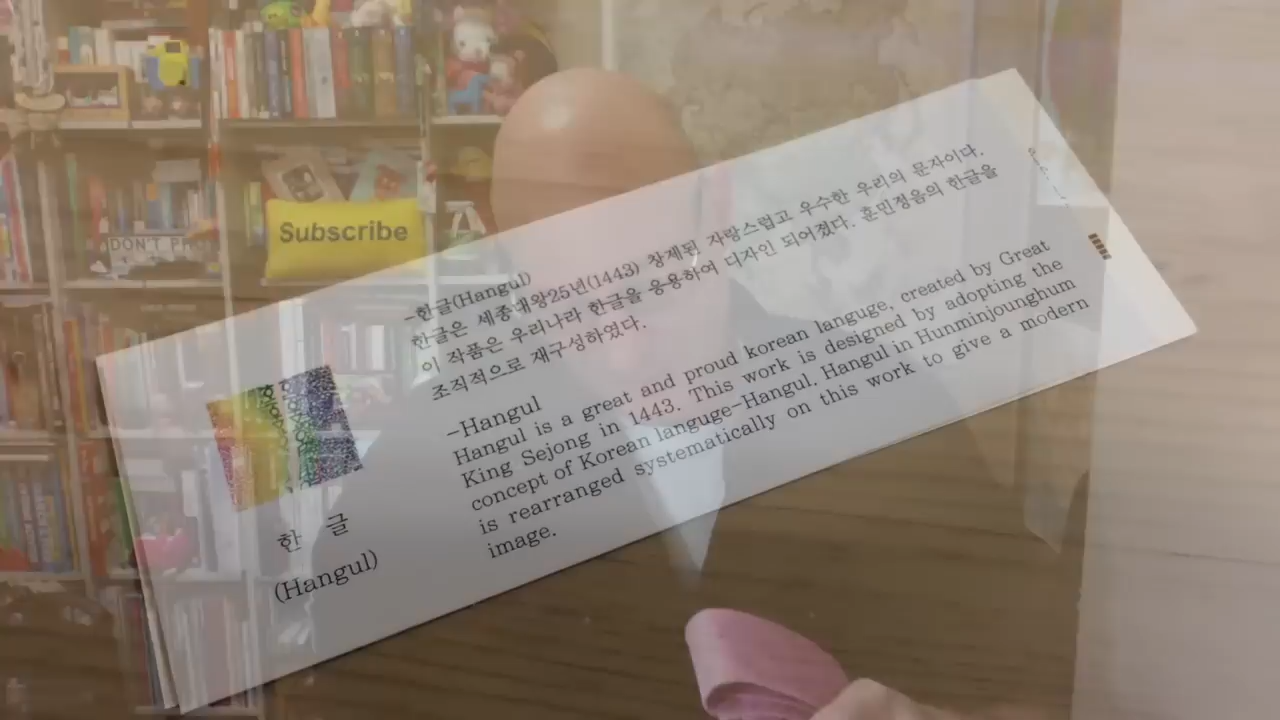 DON'T PA
Subscribe
-한글(Hangul)
한글은 세종대왕25년(1443) 창제된 자랑스럽고 우수한 우리의 문자이다.
이 작품은 우리나라 한글을 응용하여 디자인 되어졌다. 훈민정음의 한글을
조직적으로 재구성하였다.
-Hangul
Hangul is a great and proud korean languge, created by Great
King Sejong in 1443. This work is designed by adopting the
concept of Korean languge-Hangul. Hangul in Hunminjounghum
is rearranged systematically on this work to give a modern
image.
한 글
(Hangul)